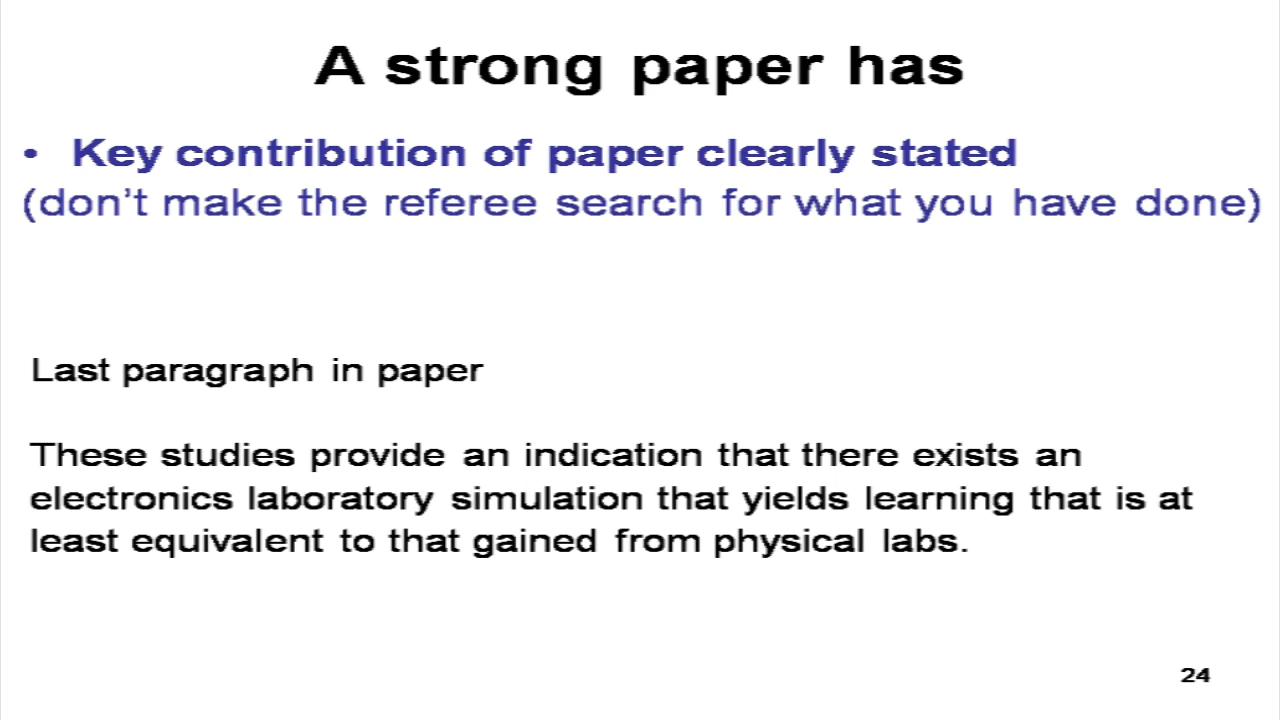 A strong paper has
• Key contribution of paper clearly stated
(don't make the referee search for what you have done)
Last paragraph in paper
These studies provide an indication that there exists an
electronics laboratory simulation that yields learning that is at
least equivalent to that gained from physical labs.
24